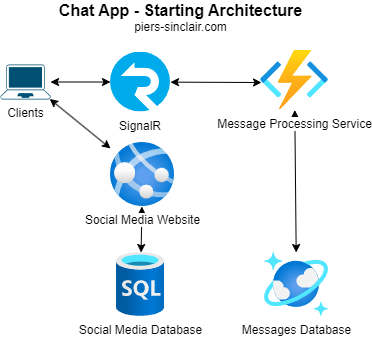 Chat App - Starting Architecture
piers-sinclair.com
Clients
SignalR
Message Processing Service
Social Media Website
SQL
Social Media Database
Messages Database